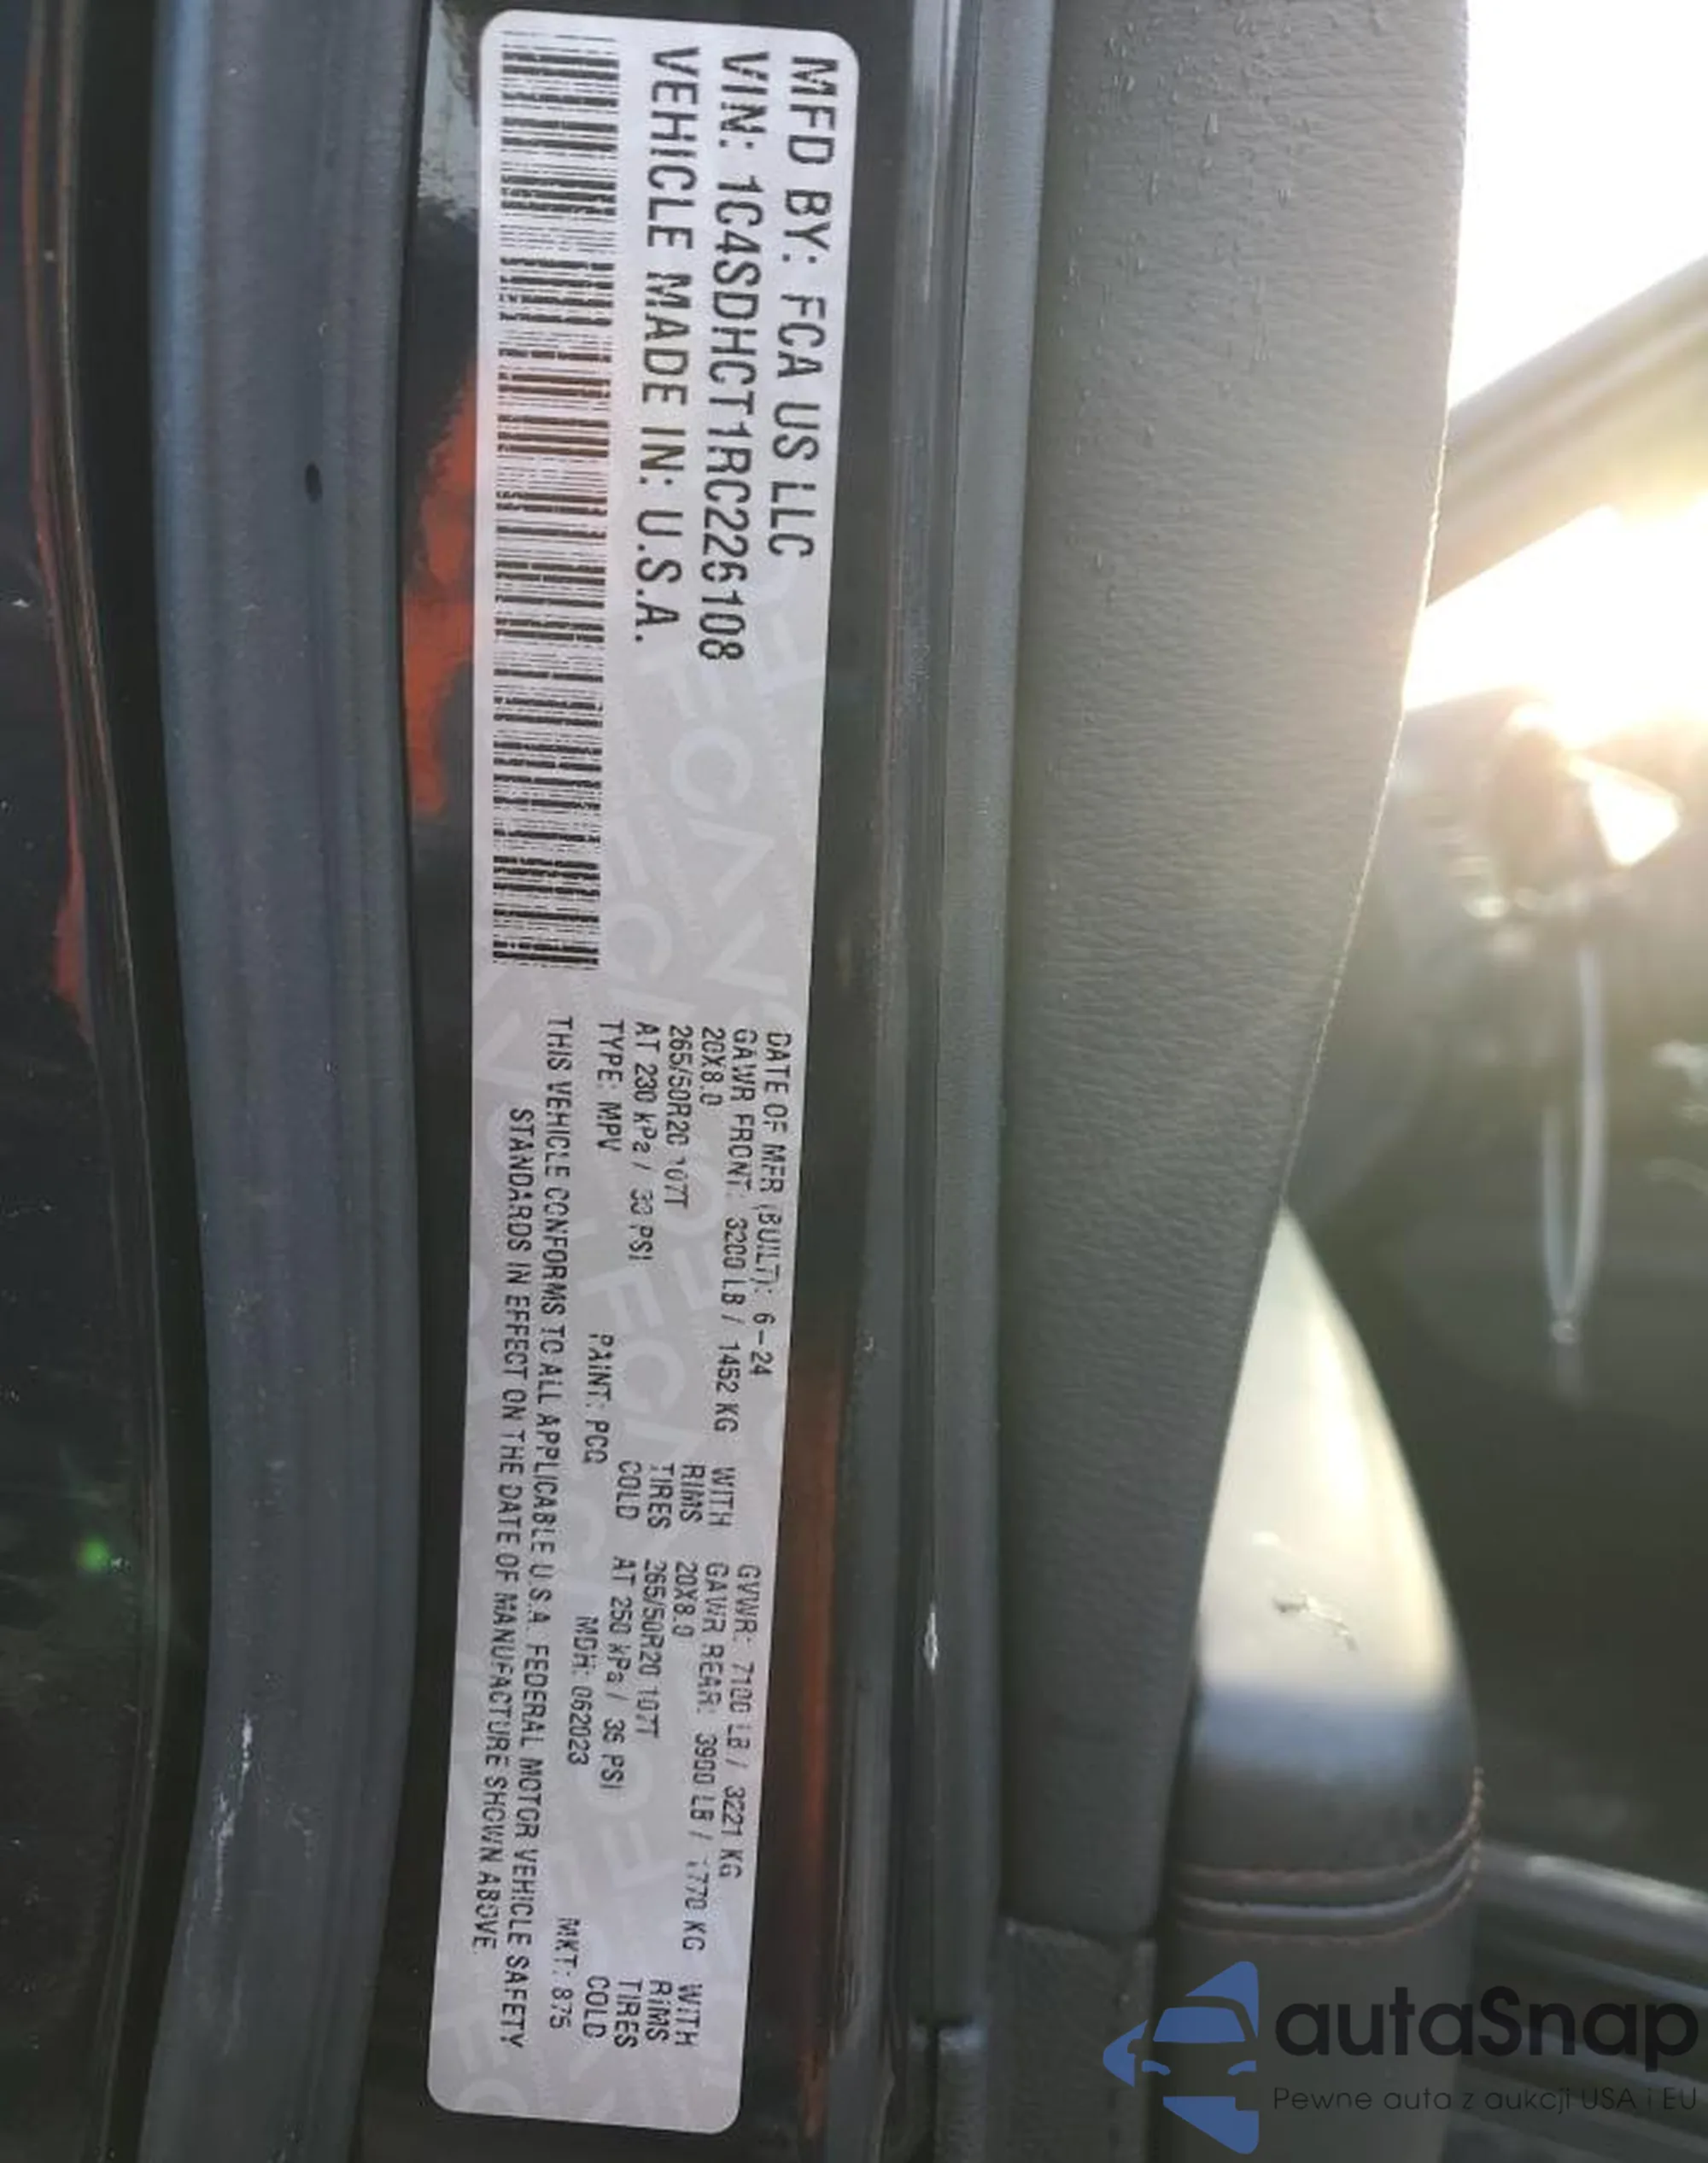 MFD BY: FCA US LLC
VIN: 1C4SDHCT1RC226108
VEHICLE MADE IN: U.S.A.
DATE OF MFR (BUILT): 6-24 GVWR: 7100 LB / 3221 KG
GAWR FRONT: 3200 LB / 1452 KG WITH GAWR REAR: 3900 LB / 1770 KG WITH
20X8.0 RIMS 20X8.0 RIMS
265/50R20 107T TIRES 265/50R20 107T TIRES
AT 230 kPa / 33 PSI COLD AT 250 kPa / 36 PSI COLD
TYPE: MPV PAINT: PCQ MDH: 062023 MKT: 875
THIS VEHICLE CONFORMS TO ALL APPLICABLE U.S.A. FEDERAL MOTOR VEHICLE SAFETY
STANDARDS IN EFFECT ON THE DATE OF MANUFACTURE SHOWN ABOVE.
autaSnap
Pewne auta z aukcji USA i EU